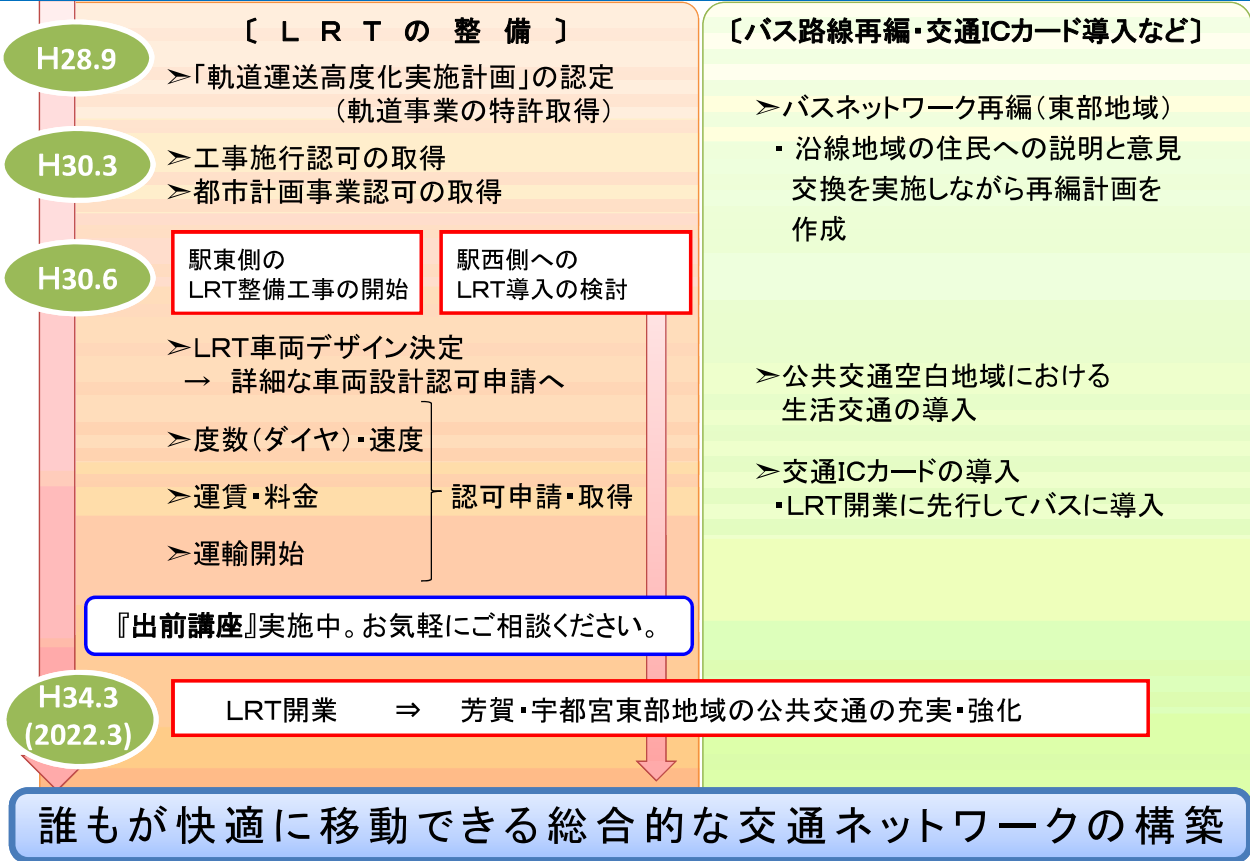 〔 L R T の 整 備 〕
H28.9
➢「軌道運送高度化実施計画」の認定
(軌道事業の特許取得)
H30.3
➢工事施行認可の取得
➢都市計画事業認可の取得
H30.6
駅東側の
LRT整備工事の開始
駅西側への
LRT導入の検討
➢LRT車両デザイン決定
→ 詳細な車両設計認可申請へ
➢度数(ダイヤ)・速度
➢運賃・料金
認可申請・取得
➢運輸開始
『出前講座』実施中。お気軽にご相談ください。
〔バス路線再編・交通ICカード導入など〕
➢バスネットワーク再編(東部地域)
・ 沿線地域の住民への説明と意見
交換を実施しながら再編計画を
作成
➢公共交通空白地域における
生活交通の導入
➢交通ICカードの導入
・LRT開業に先行してバスに導入
H34.3
(2022.3)
LRT開業 ⇒ 芳賀・宇都宮東部地域の公共交通の充実・強化
誰もが快適に移動できる総合的な交通ネットワークの構築